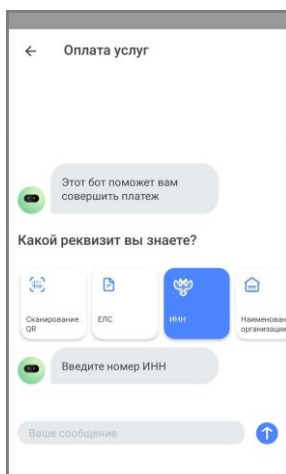 Оплата услуг
Этот бот поможет вам
совершить платеж
Какой реквизит вы знаете?
Сканирование
QR
ЕЛС
ИНН
Наименован
организации
Введите номер ИНН
Ваше сообщение